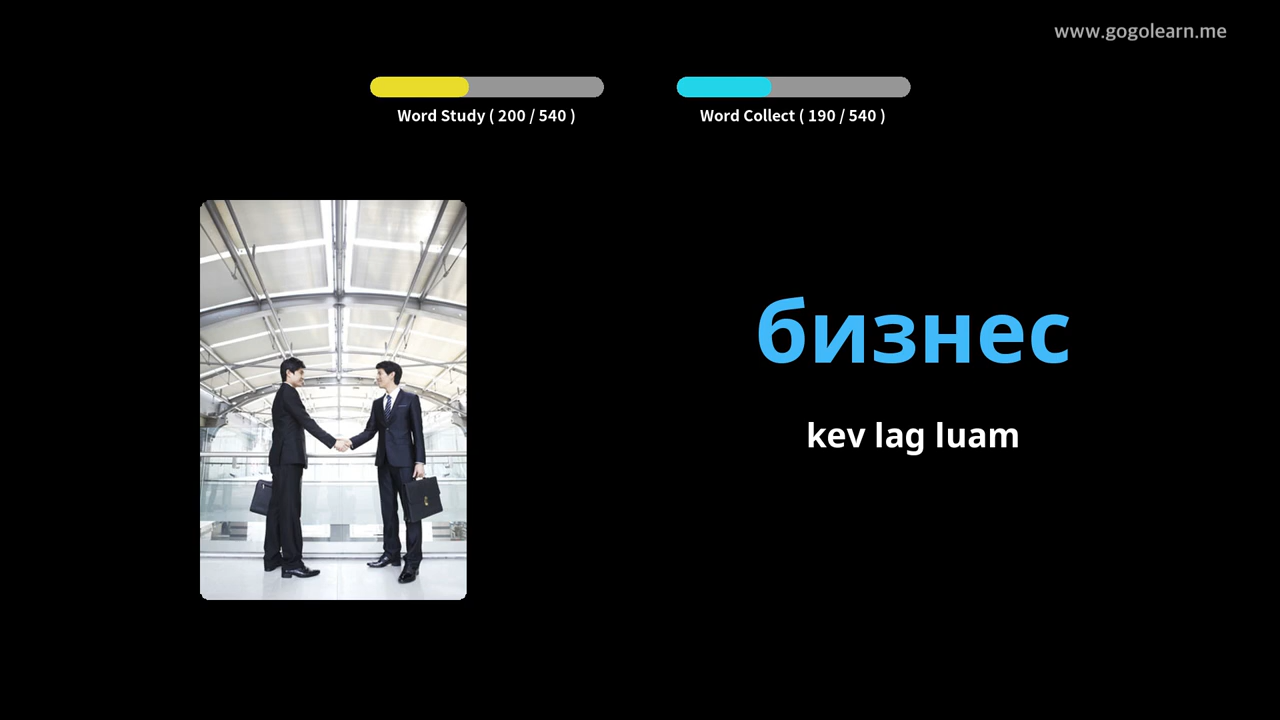 www.gogolearn.me
Word Study ( 200 / 540 )
Word Collect ( 190 / 540 )
бизнес
kev lag luam